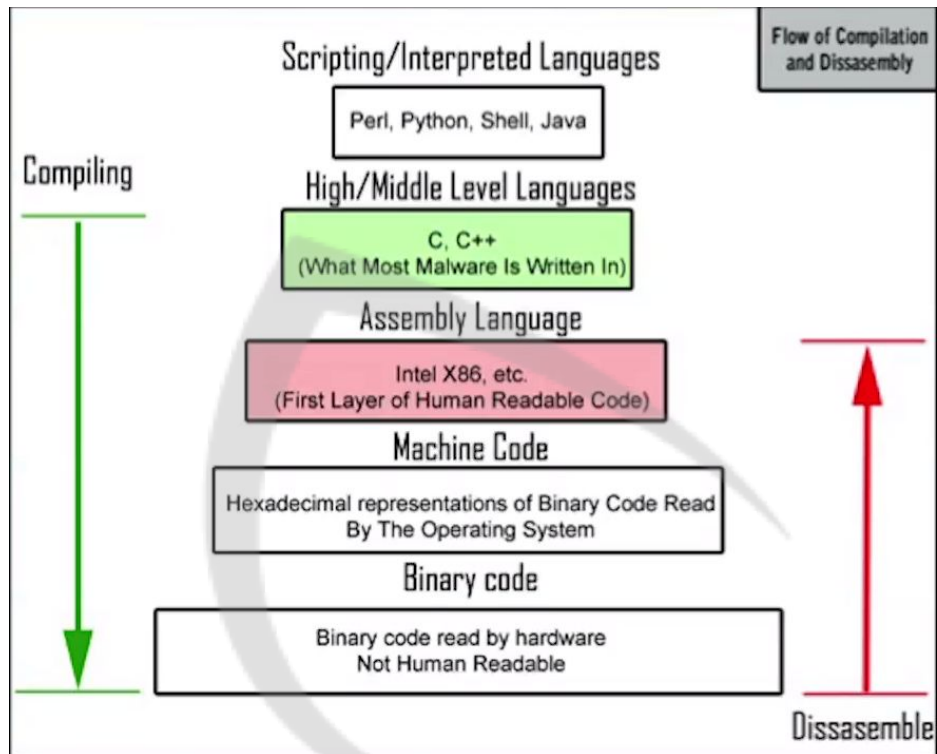 Flow of Compilation
and Dissasembly
Scripting/Interpreted Languages
Perl, Python, Shell, Java
Compiling
High/Middle Level Languages
C, C++
(What Most Malware Is Written In)
Assembly Language
Intel X86, etc.
(First Layer of Human Readable Code)
Machine Code
Hexadecimal representations of Binary Code Read
By The Operating System
Binary code
Binary code read by hardware
Not Human Readable
Dissasemble